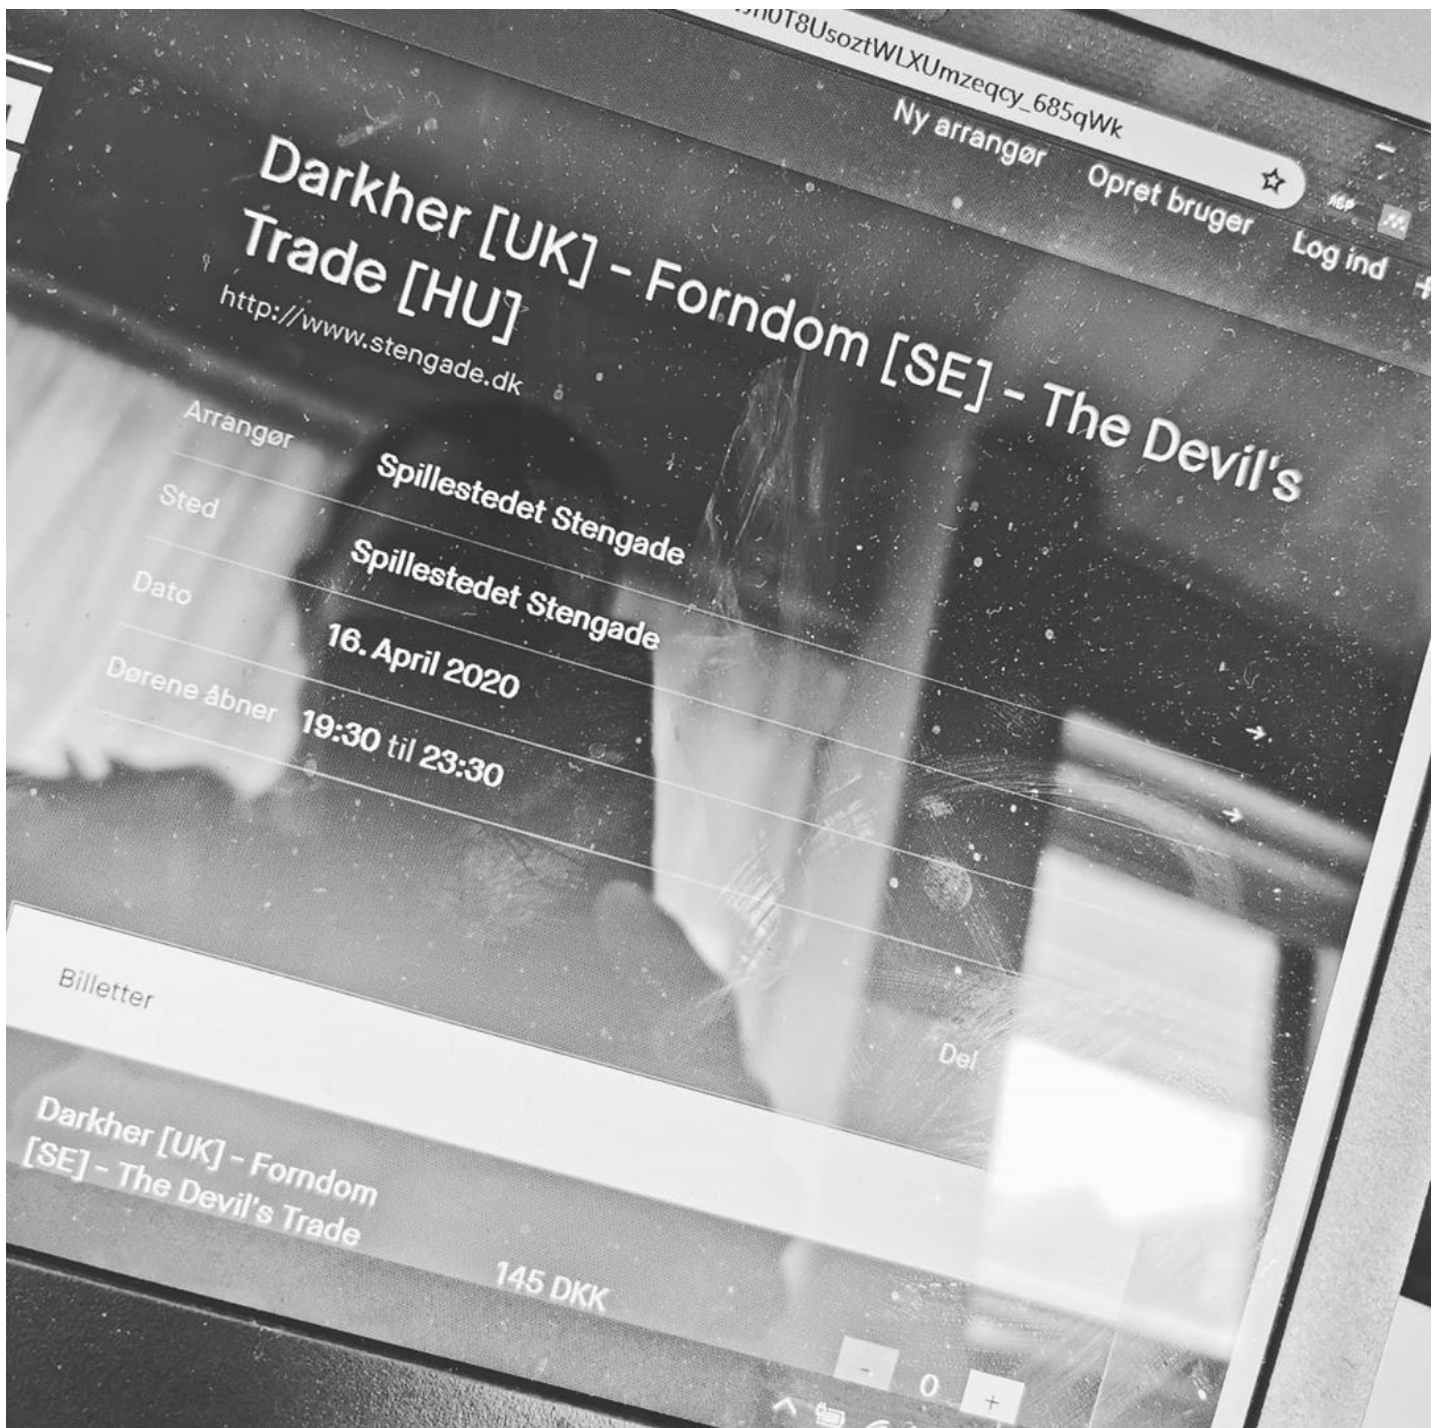 Jh0T8UsoztWLXUmzeqcy_685qWk
Ny arrangør Opret bruger Log ind
ABP
Darkher [UK] - Forndom [SE] - The Devil's
Trade [HU]
http://www.stengade.dk
Arrangør Spillestedet Stengade
Sted Spillestedet Stengade
Dato 16. April 2020
Dørene åbner 19:30 til 23:30
Billetter
Del
Darkher [UK] - Forndom
[SE] - The Devil's Trade
145 DKK
- 0 +